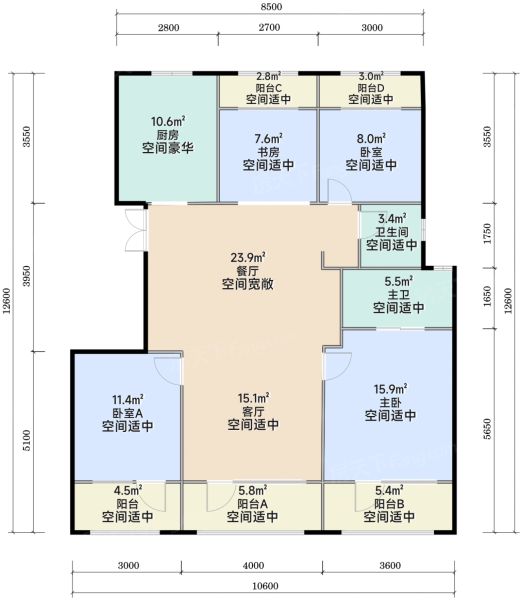 8500
2800
2700
3000
2.8㎡
阳台C
空间适中
3.0㎡
阳台D
空间适中
10.6㎡
厨房
空间豪华
7.6㎡
书房
空间适中
8.0㎡
卧室
空间适中
3550
3950
5100
12600
3550
1750
1650
5650
12600
3.4㎡
卫生间
空间适中
23.9㎡
餐厅
空间宽敞
5.5㎡
主卫
空间适中
11.4㎡
卧室A
空间适中
15.1㎡
客厅
空间适中
15.9㎡
主卧
空间适中
4.5㎡
阳台
空间适中
5.8㎡
阳台A
空间适中
5.4㎡
阳台B
空间适中
3000
4000
3600
10600